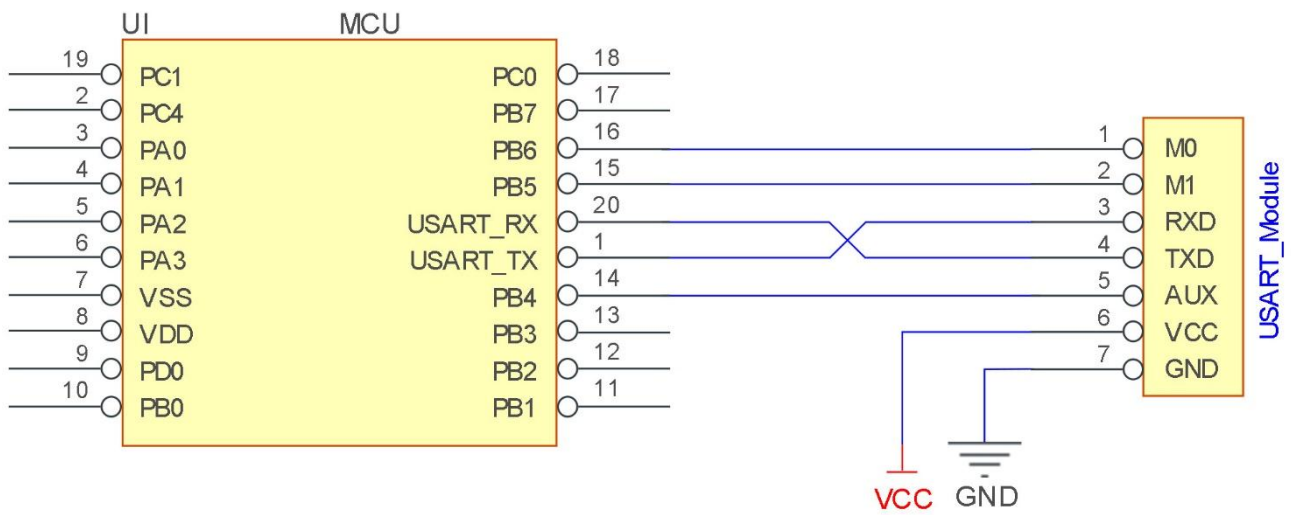 UI MCU
19 PC1 PC0 18
2 PC4 PB7 17
3 PA0 PB6 16
4 PA1 PB5 15
5 PA2 USART_RX 20
6 PA3 USART_TX 1
7 VSS PB4 14
8 VDD PB3 13
9 PD0 PB2 12
10 PB0 PB1 11
1 M0
2 M1
3 RXD
4 TXD
5 AUX
6 VCC
7 GND
USART_Module
VCC GND